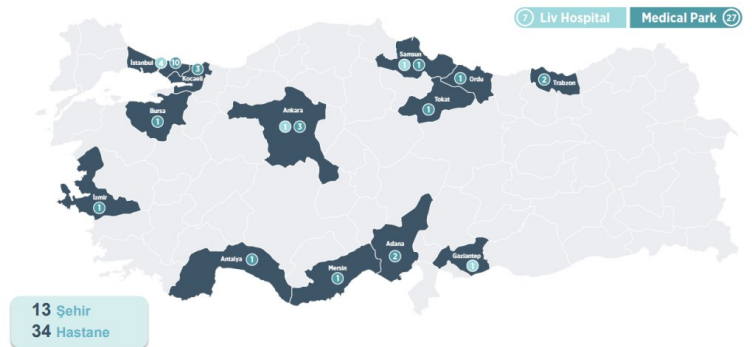 7 Liv Hospital Medical Park 27
İstanbul 4 10
3
Kocaeli
Samsun
1 1
1 Ordu
2
Trabzon
Tokat
1
Bursa
1
Ankara
1 3
İzmir
1
Adana
2
Antalya 1
Mersin
1
Gaziantep
1
13 Şehir
34 Hastane